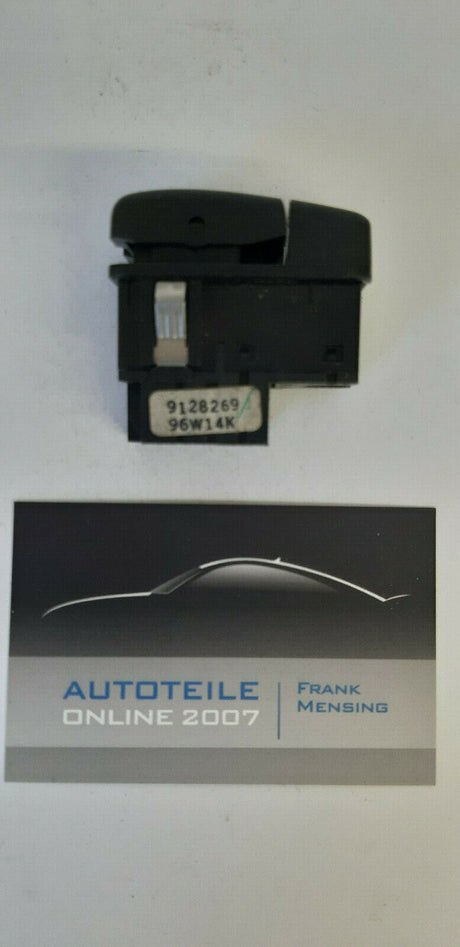 9128269
96W14K
AUTOTEILE
ONLINE 2007
FRANK
MENSING